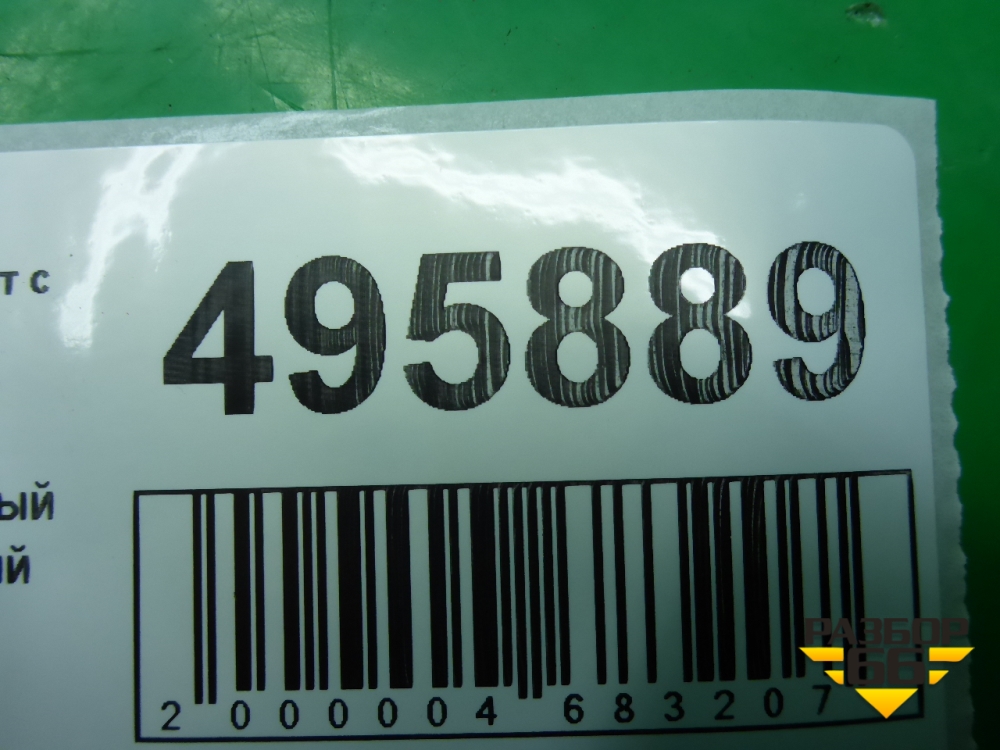 т с
495889
ый
ий
2 000004 683207
РАЗБОР
66